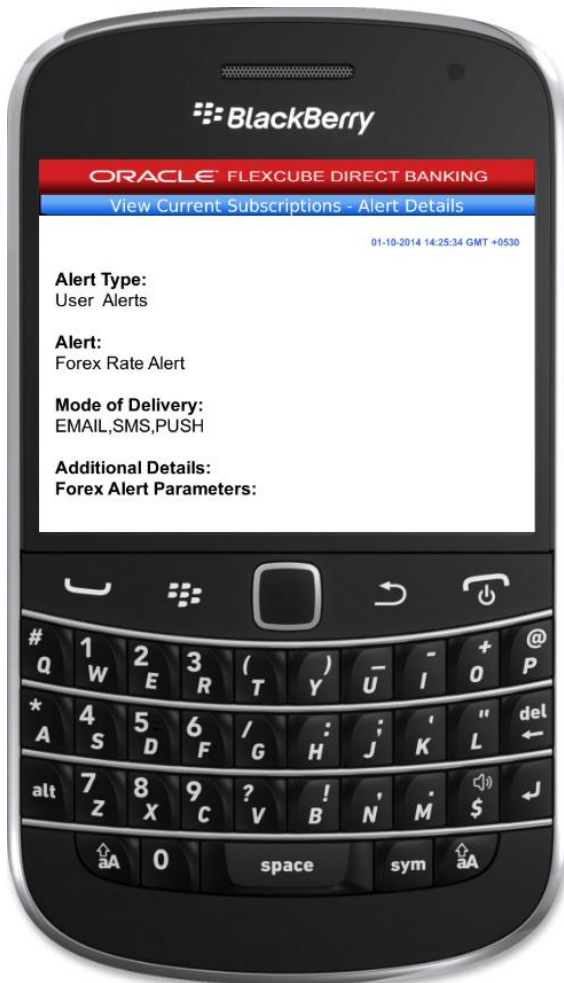 BlackBerry
ORACLE FLEXCUBE DIRECT BANKING
View Current Subscriptions - Alert Details
01-10-2014 14:25:34 GMT +0530
Alert Type:
User Alerts
Alert:
Forex Rate Alert
Mode of Delivery:
EMAIL,SMS,PUSH
Additional Details:
Forex Alert Parameters:
# 1 2 3 ( ) _ - + @
Q W E R T Y U I O P
* 4 5 6 / : ; ' " del
A S D F G H J K L
alt 7 8 9 ? ! , .
Z X C V B N M $
aA 0 space sym aA